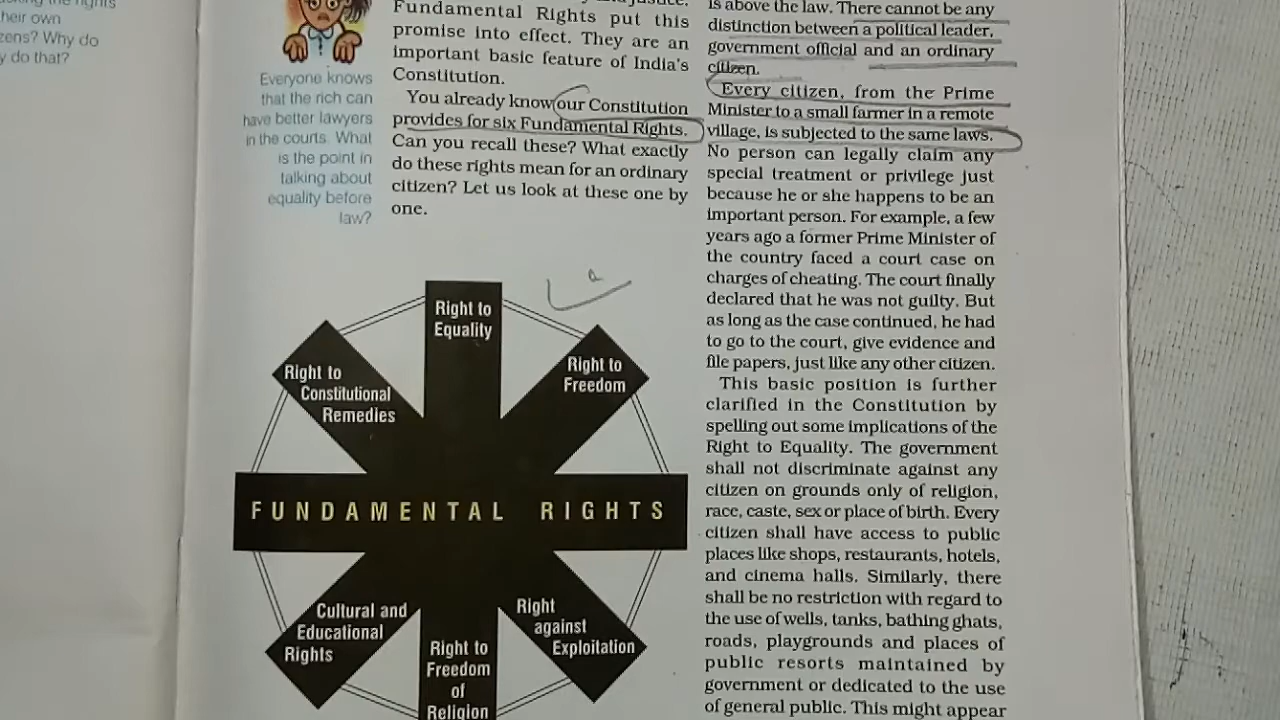 heir own
zens? Why do
y do that?
Everyone knows
that the rich can
have better lawyers
in the courts. What
is the point in
talking about
equality before
law?
Fundamental Rights put this
promise into effect. They are an
important basic feature of India's
Constitution.
You already know our Constitution
provides for six Fundamental Rights.
Can you recall these? What exactly
do these rights mean for an ordinary
citizen? Let us look at these one by
one.
Right to
Equality
Right to
Freedom
Right to
Constitutional
Remedies
FUNDAMENTAL RIGHTS
Cultural and
Educational
Rights
Right to
Freedom
of
Religion
Right
against
Exploitation
is above the law. There cannot be any
distinction between a political leader,
government official and an ordinary
citizen.
Every citizen, from the Prime
Minister to a small farmer in a remote
village, is subjected to the same laws.
No person can legally claim any
special treatment or privilege just
because he or she happens to be an
important person. For example, a few
years ago a former Prime Minister of
the country faced a court case on
charges of cheating. The court finally
declared that he was not guilty. But
as long as the case continued, he had
to go to the court, give evidence and
file papers, just like any other citizen.
This basic position is further
clarified in the Constitution by
spelling out some implications of the
Right to Equality. The government
shall not discriminate against any
citizen on grounds only of religion,
race, caste, sex or place of birth. Every
citizen shall have access to public
places like shops, restaurants, hotels,
and cinema halls. Similarly, there
shall be no restriction with regard to
the use of wells, tanks, bathing ghats,
roads, playgrounds and places of
public resorts maintained by
government or dedicated to the use
of general public. This might appear